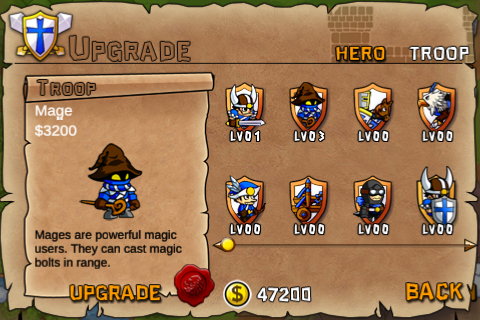 UPGRADE
HERO TROOP
TROOP
Mage
$3200
LV01 LV03 LV00 LV00
LV00 LV00 LV00 LV00
Mages are powerful magic
users. They can cast magic
bolts in range.
UPGRADE $ 47200 BACK